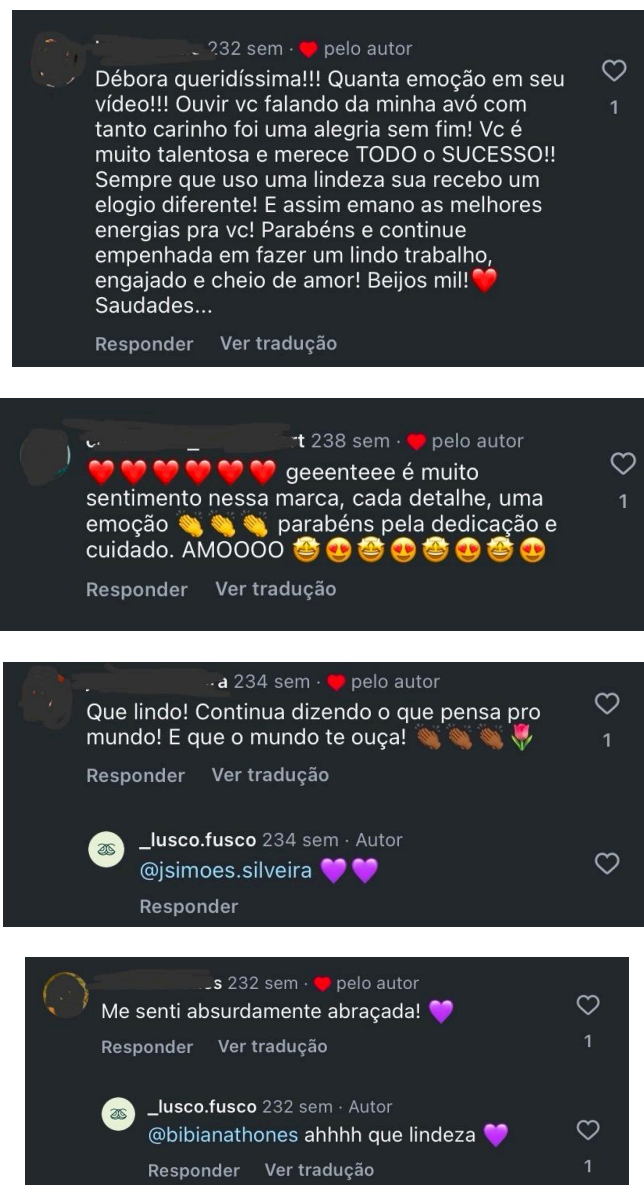 232 sem · ❤️ pelo autor
Débora queridíssima!!! Quanta emoção em seu
vídeo!!! Ouvir vc falando da minha avó com
tanto carinho foi uma alegria sem fim! Vc é
muito talentosa e merece TODO o SUCESSO!!
Sempre que uso uma lindeza sua recebo um
elogio diferente! E assim emano as melhores
energias pra vc! Parabéns e continue
empenhada em fazer um lindo trabalho,
engajado e cheio de amor! Beijos mil!❤️
Saudades...
1
Responder Ver tradução
238 sem · ❤️ pelo autor
❤️❤️❤️❤️❤️❤️ geeenteee é muito
sentimento nessa marca, cada detalhe, uma
emoção 👏👏👏 parabéns pela dedicação e
cuidado. AMOOOO 🤩😍🤩😍🤩😍🤩😍
1
Responder Ver tradução
234 sem · ❤️ pelo autor
Que lindo! Continua dizendo o que pensa pro
mundo! E que o mundo te ouça! 👏🏾👏🏾👏🏾🌷
1
Responder Ver tradução
_lusco.fusco 234 sem · Autor
@jsimoes.silveira 💜💜
Responder
232 sem · ❤️ pelo autor
Me senti absurdamente abraçada! 💜
1
Responder Ver tradução
_lusco.fusco 232 sem · Autor
@bibianathones ahhhh que lindeza 💜
1
Responder Ver tradução